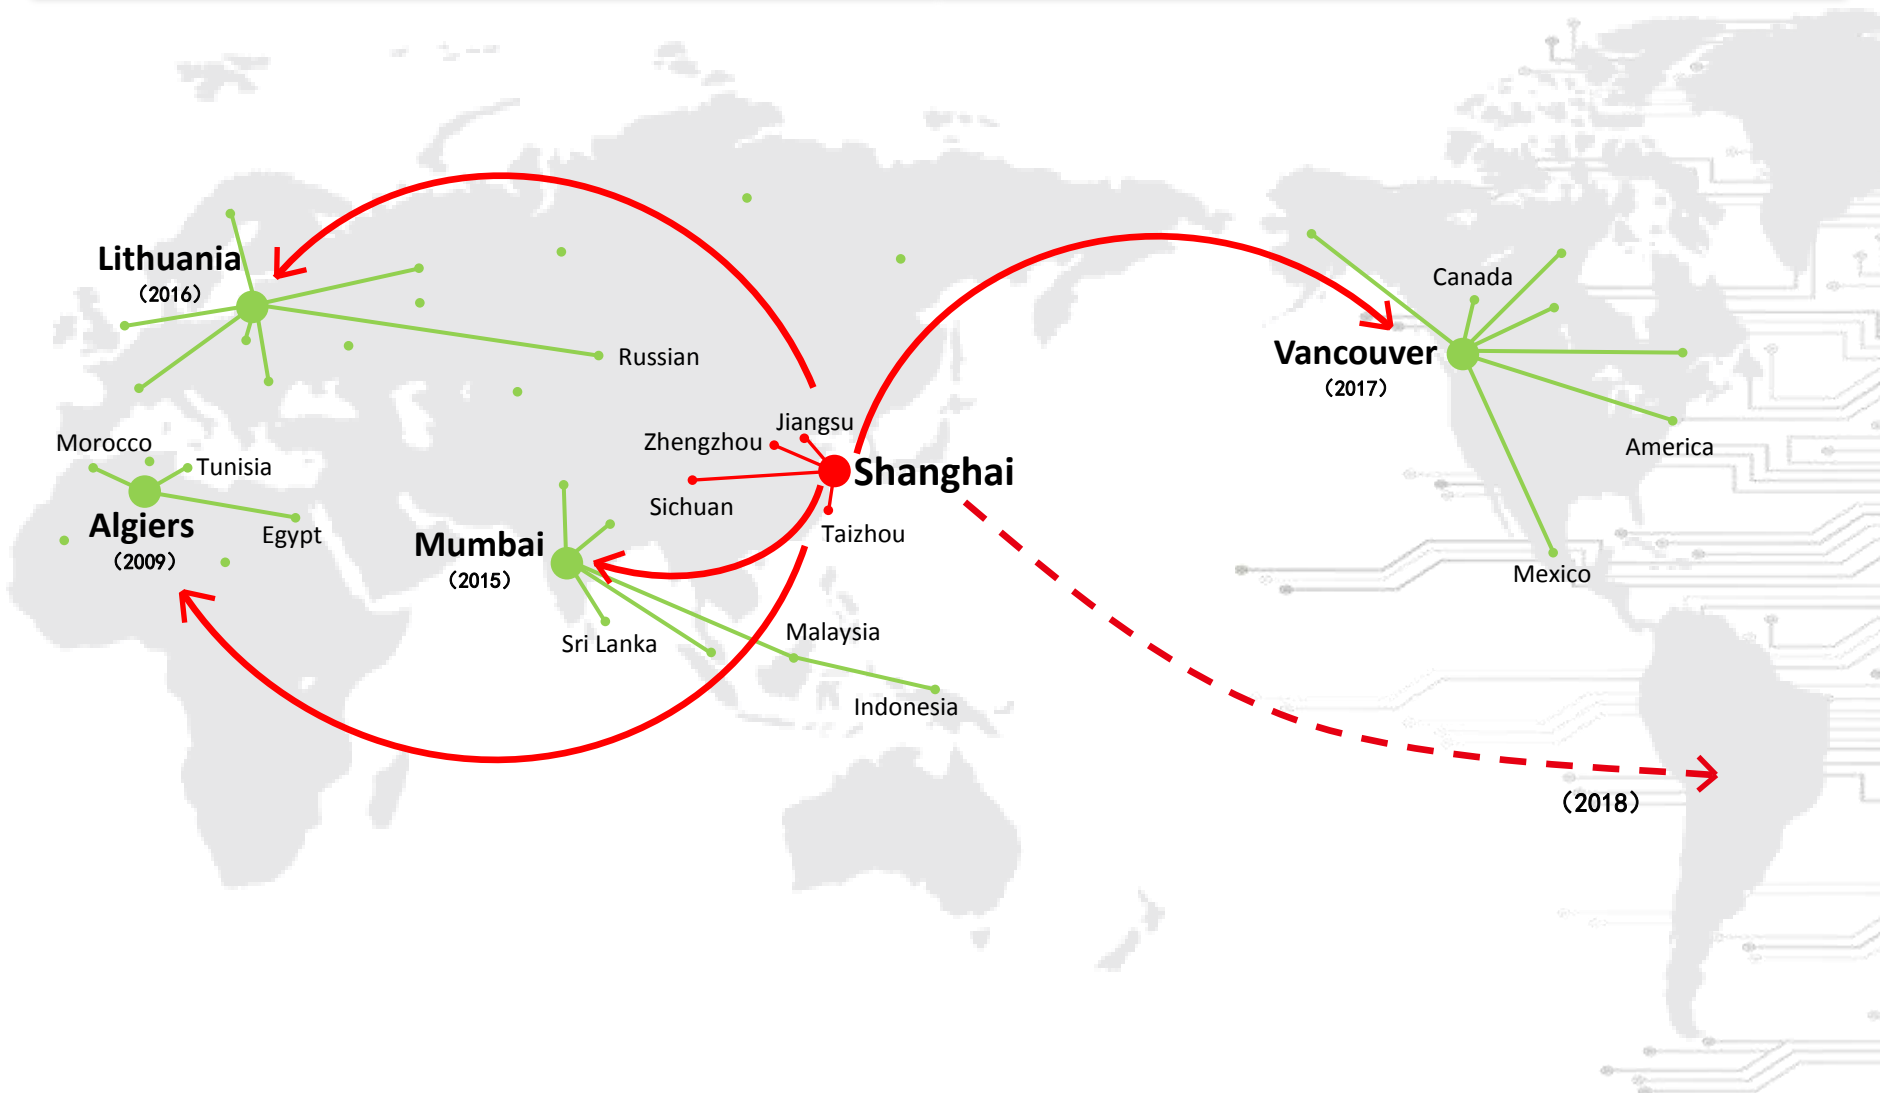 Lithuania
（2016）
Russian
Canada
Vancouver
（2017）
America
Mexico
Jiangsu
Zhengzhou
Shanghai
Sichuan
Taizhou
Morocco
Tunisia
Algiers
（2009）
Egypt
Mumbai
（2015）
Sri Lanka
Malaysia
Indonesia
（2018）